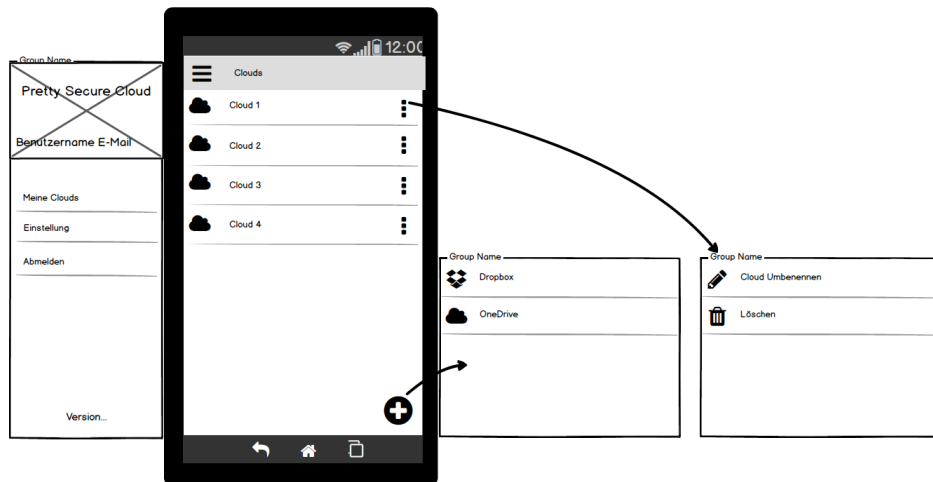 Group Name
Pretty Secure Cloud
Benutzername E-Mail
Meine Clouds
Einstellung
Abmelden
Version...
12:00
Clouds
Cloud 1
Cloud 2
Cloud 3
Cloud 4
Group Name
Dropbox
OneDrive
Group Name
Cloud Umbenennen
Löschen